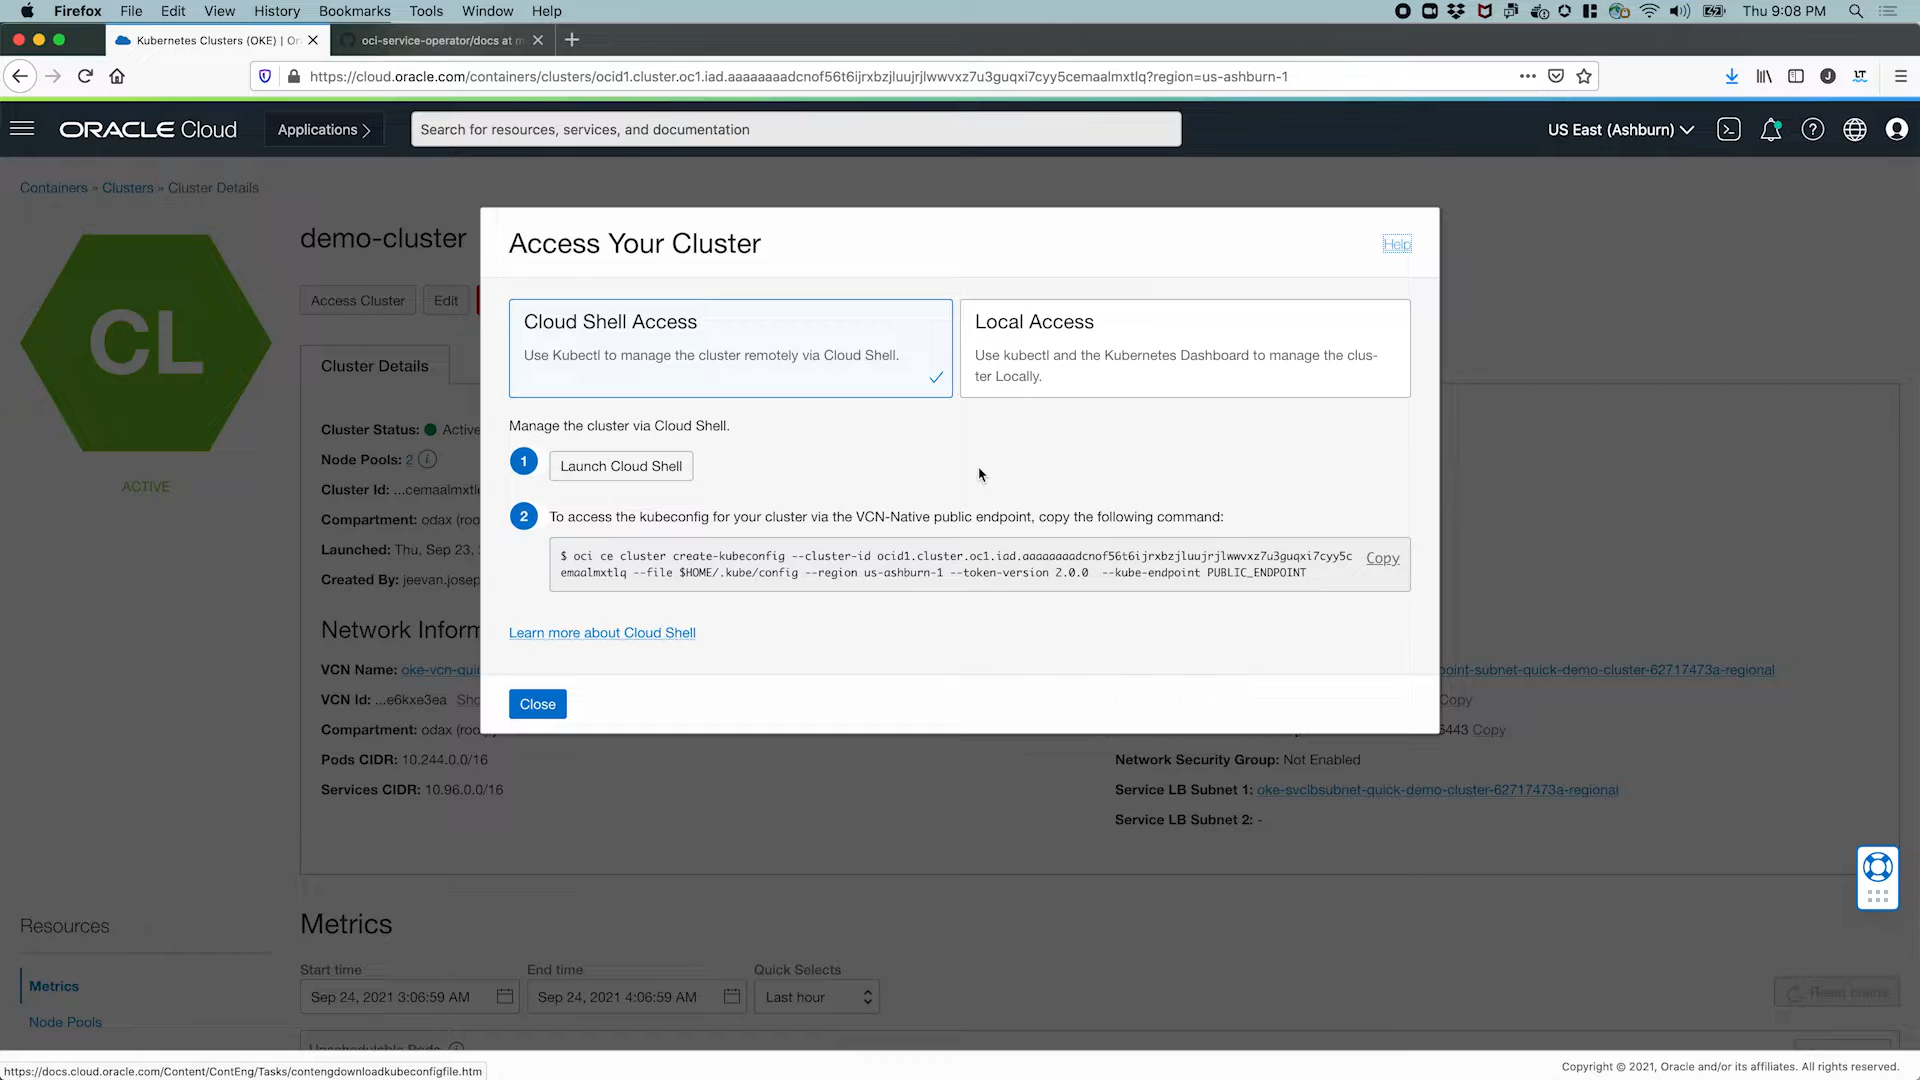 Firefox File Edit View History Bookmarks Tools Window Help Thu 9:08 PM
Kubernetes Clusters (OKE) | Or
oci-service-operator/docs at m
https://cloud.oracle.com/containers/clusters/ocid1.cluster.oc1.iad.aaaaaaaadcnof56t6ijrxbzjluujrjlwwvxz7u3guqxi7cyy5cemaalmxtlq?region=us-ashburn-1
ORACLE Cloud Applications Search for resources, services, and documentation US East (Ashburn)
Containers » Clusters » Cluster Details
demo-cluster
CL
ACTIVE
Access Cluster Edit
Cluster Details
Cluster Status: Active
Node Pools: 2
Cluster Id: ...cemaalmxtl
Compartment: odax (roo
Launched: Thu, Sep 23,
Created By: jeevan.josep
Network Inform
VCN Name: oke-vcn-qui
VCN Id: ...e6kxe3ea Sho
Compartment: odax (roo
Pods CIDR: 10.244.0.0/16
Services CIDR: 10.96.0.0/16
Access Your Cluster
Help
Cloud Shell Access
Use Kubectl to manage the cluster remotely via Cloud Shell.
Local Access
Use kubectl and the Kubernetes Dashboard to manage the clus-
ter Locally.
Manage the cluster via Cloud Shell.
1 Launch Cloud Shell
2 To access the kubeconfig for your cluster via the VCN-Native public endpoint, copy the following command:
$ oci ce cluster create-kubeconfig --cluster-id ocid1.cluster.oc1.iad.aaaaaaaadcnof56t6ijrxbzjluujrjlwwvxz7u3guqxi7cyy5c
emaalmxtlq --file $HOME/.kube/config --region us-ashburn-1 --token-version 2.0.0 --kube-endpoint PUBLIC_ENDPOINT
Copy
Learn more about Cloud Shell
Close
point-subnet-quick-demo-cluster-62717473a-regional
Copy
5443 Copy
Network Security Group: Not Enabled
Service LB Subnet 1: oke-svclbsubnet-quick-demo-cluster-62717473a-regional
Service LB Subnet 2: -
Resources
Metrics
Node Pools
Metrics
Start time
Sep 24, 2021 3:06:59 AM
End time
Sep 24, 2021 4:06:59 AM
Quick Selects
Last hour
Reset charts
Unschedulable Pods
https://docs.cloud.oracle.com/Content/ContEng/Tasks/contengdownloadkubeconfigfile.htm
Copyright © 2021, Oracle and/or its affiliates. All rights reserved.